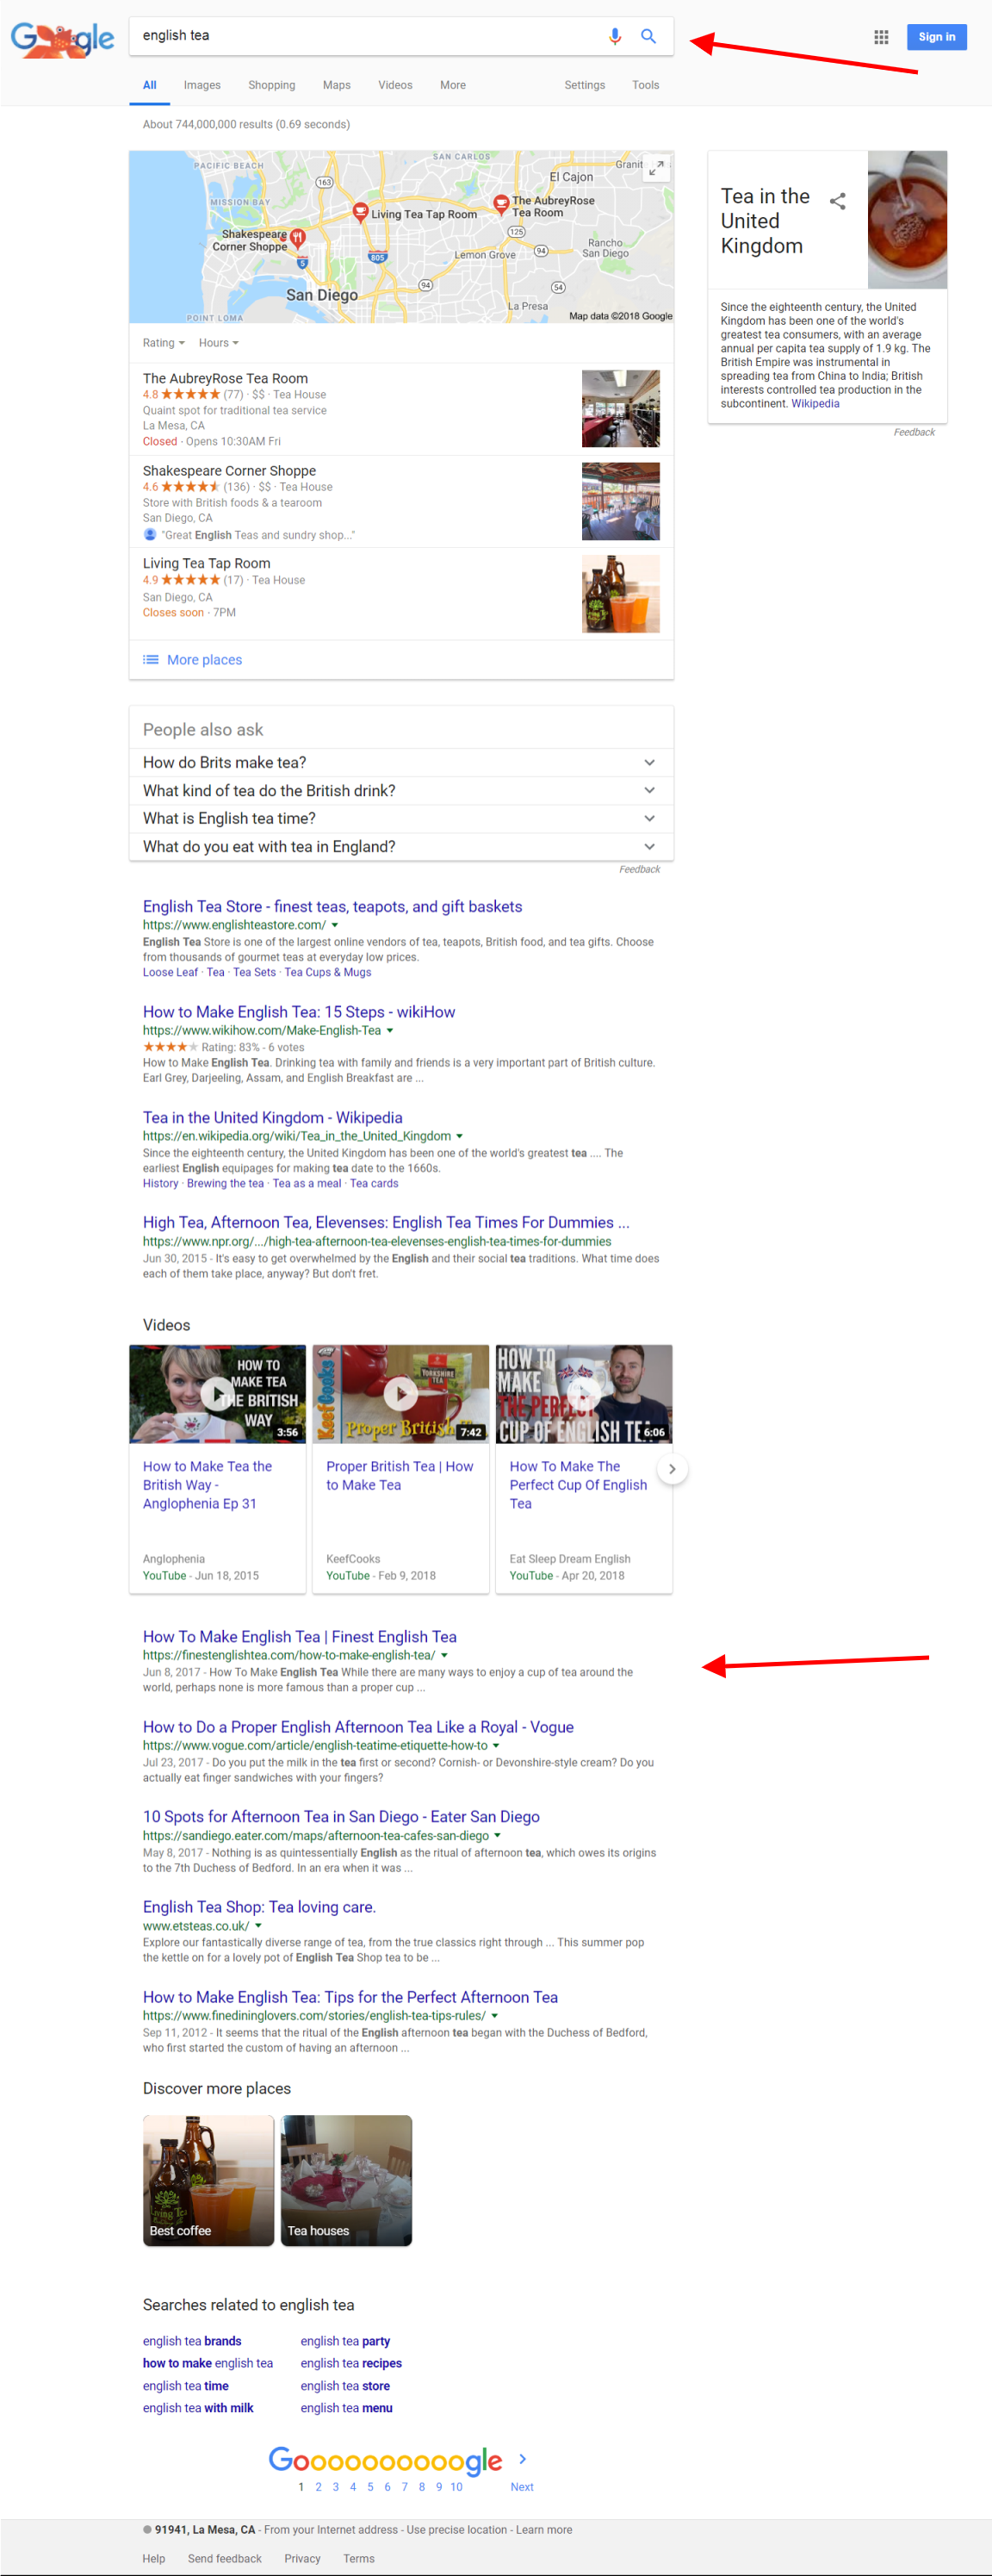 Google
english tea
Sign in
All Images Shopping Maps Videos More Settings Tools
About 744,000,000 results (0.69 seconds)
PACIFIC BEACH
SAN CARLOS
Granit
El Cajon
163
MISSION BAY
The AubreyRose
Tea Room
Living Tea Tap Room
Shakespeare
Corner Shoppe
125
Rancho
San Diego
94
Lemon Grove
805
5
94
54
San Diego
La Presa
POINT LOMA
Map data ©2018 Google
Rating Hours
The AubreyRose Tea Room
4.8 ★★★★★ (77) · $$ · Tea House
Quaint spot for traditional tea service
La Mesa, CA
Closed · Opens 10:30AM Fri
Shakespeare Corner Shoppe
4.6 (136) · $$ · Tea House
Store with British foods & a tearoom
San Diego, CA
"Great English Teas and sundry shop..."
Living Tea Tap Room
4.9 ★★★★★ (17) · Tea House
San Diego, CA
Closes soon · 7PM
More places
Tea in the
United
Kingdom
Since the eighteenth century, the United
Kingdom has been one of the world's
greatest tea consumers, with an average
annual per capita tea supply of 1.9 kg. The
British Empire was instrumental in
spreading tea from China to India; British
interests controlled tea production in the
subcontinent. Wikipedia
Feedback
People also ask
How do Brits make tea?
What kind of tea do the British drink?
What is English tea time?
What do you eat with tea in England?
Feedback
English Tea Store - finest teas, teapots, and gift baskets
https://www.englishteastore.com/
English Tea Store is one of the largest online vendors of tea, teapots, British food, and tea gifts. Choose
from thousands of gourmet teas at everyday low prices.
Loose Leaf · Tea · Tea Sets · Tea Cups & Mugs
How to Make English Tea: 15 Steps - wikiHow
https://www.wikihow.com/Make-English-Tea
Rating: 83% - 6 votes
How to Make English Tea. Drinking tea with family and friends is a very important part of British culture.
Earl Grey, Darjeeling, Assam, and English Breakfast are ...
Tea in the United Kingdom - Wikipedia
https://en.wikipedia.org/wiki/Tea_in_the_United_Kingdom
Since the eighteenth century, the United Kingdom has been one of the world's greatest tea .... The
earliest English equipages for making tea date to the 1660s.
History · Brewing the tea · Tea as a meal · Tea cards
High Tea, Afternoon Tea, Elevenses: English Tea Times For Dummies ...
https://www.npr.org/.../high-tea-afternoon-tea-elevenses-english-tea-times-for-dummies
Jun 30, 2015 - It's easy to get overwhelmed by the English and their social tea traditions. What time does
each of them take place, anyway? But don't fret.
Videos
HOW TO
MAKE TEA
THE BRITISH
WAY
3:56
KeefCooks
YORKSHIRE
TEA
Proper British
7:42
HOW TO
MAKE
THE PERFECT
CUP OF ENGLISH TE
6:06
How to Make Tea the
British Way -
Anglophenia Ep 31
Anglophenia
YouTube - Jun 18, 2015
Proper British Tea | How
to Make Tea
KeefCooks
YouTube - Feb 9, 2018
How To Make The
Perfect Cup Of English
Tea
Eat Sleep Dream English
YouTube - Apr 20, 2018
How To Make English Tea | Finest English Tea
https://finestenglishtea.com/how-to-make-english-tea/
Jun 8, 2017 - How To Make English Tea While there are many ways to enjoy a cup of tea around the
world, perhaps none is more famous than a proper cup ...
How to Do a Proper English Afternoon Tea Like a Royal - Vogue
https://www.vogue.com/article/english-teatime-etiquette-how-to
Jul 23, 2017 - Do you put the milk in the tea first or second? Cornish- or Devonshire-style cream? Do you
actually eat finger sandwiches with your fingers?
10 Spots for Afternoon Tea in San Diego - Eater San Diego
https://sandiego.eater.com/maps/afternoon-tea-cafes-san-diego
May 8, 2017 - Nothing is as quintessentially English as the ritual of afternoon tea, which owes its origins
to the 7th Duchess of Bedford. In an era when it was ...
English Tea Shop: Tea loving care.
www.etsteas.co.uk/
Explore our fantastically diverse range of tea, from the true classics right through ... This summer pop
the kettle on for a lovely pot of English Tea Shop tea to be ...
How to Make English Tea: Tips for the Perfect Afternoon Tea
https://www.finedininglovers.com/stories/english-tea-tips-rules/
Sep 11, 2012 - It seems that the ritual of the English afternoon tea began with the Duchess of Bedford,
who first started the custom of having an afternoon ...
Discover more places
Living Tea
Best coffee
Tea houses
Searches related to english tea
english tea brands
english tea party
how to make english tea
english tea recipes
english tea time
english tea store
english tea with milk
english tea menu
Goooooooooogle
1 2 3 4 5 6 7 8 9 10 Next
91941, La Mesa, CA - From your Internet address - Use precise location - Learn more
Help Send feedback Privacy Terms